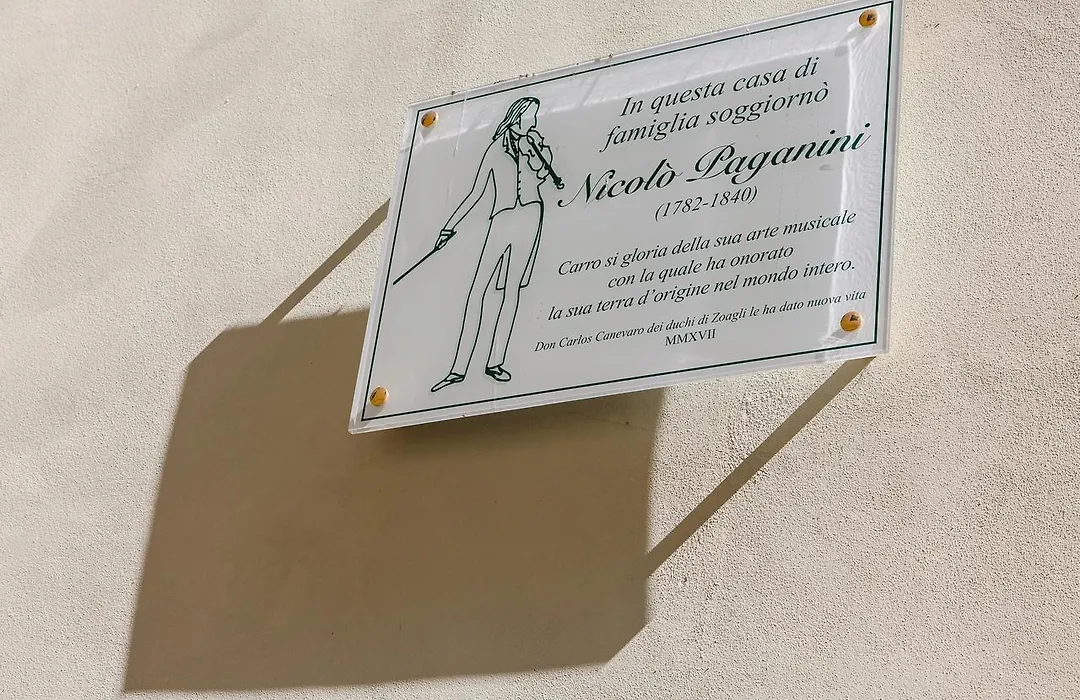 In questa casa di
famiglia soggiornò
Nicolò Paganini
(1782-1840)
Carro si gloria della sua arte musicale
con la quale ha onorato
la sua terra d'origine nel mondo intero.
Don Carlos Canevaro dei duchi di Zoagli le ha dato nuova vita
MMXVII